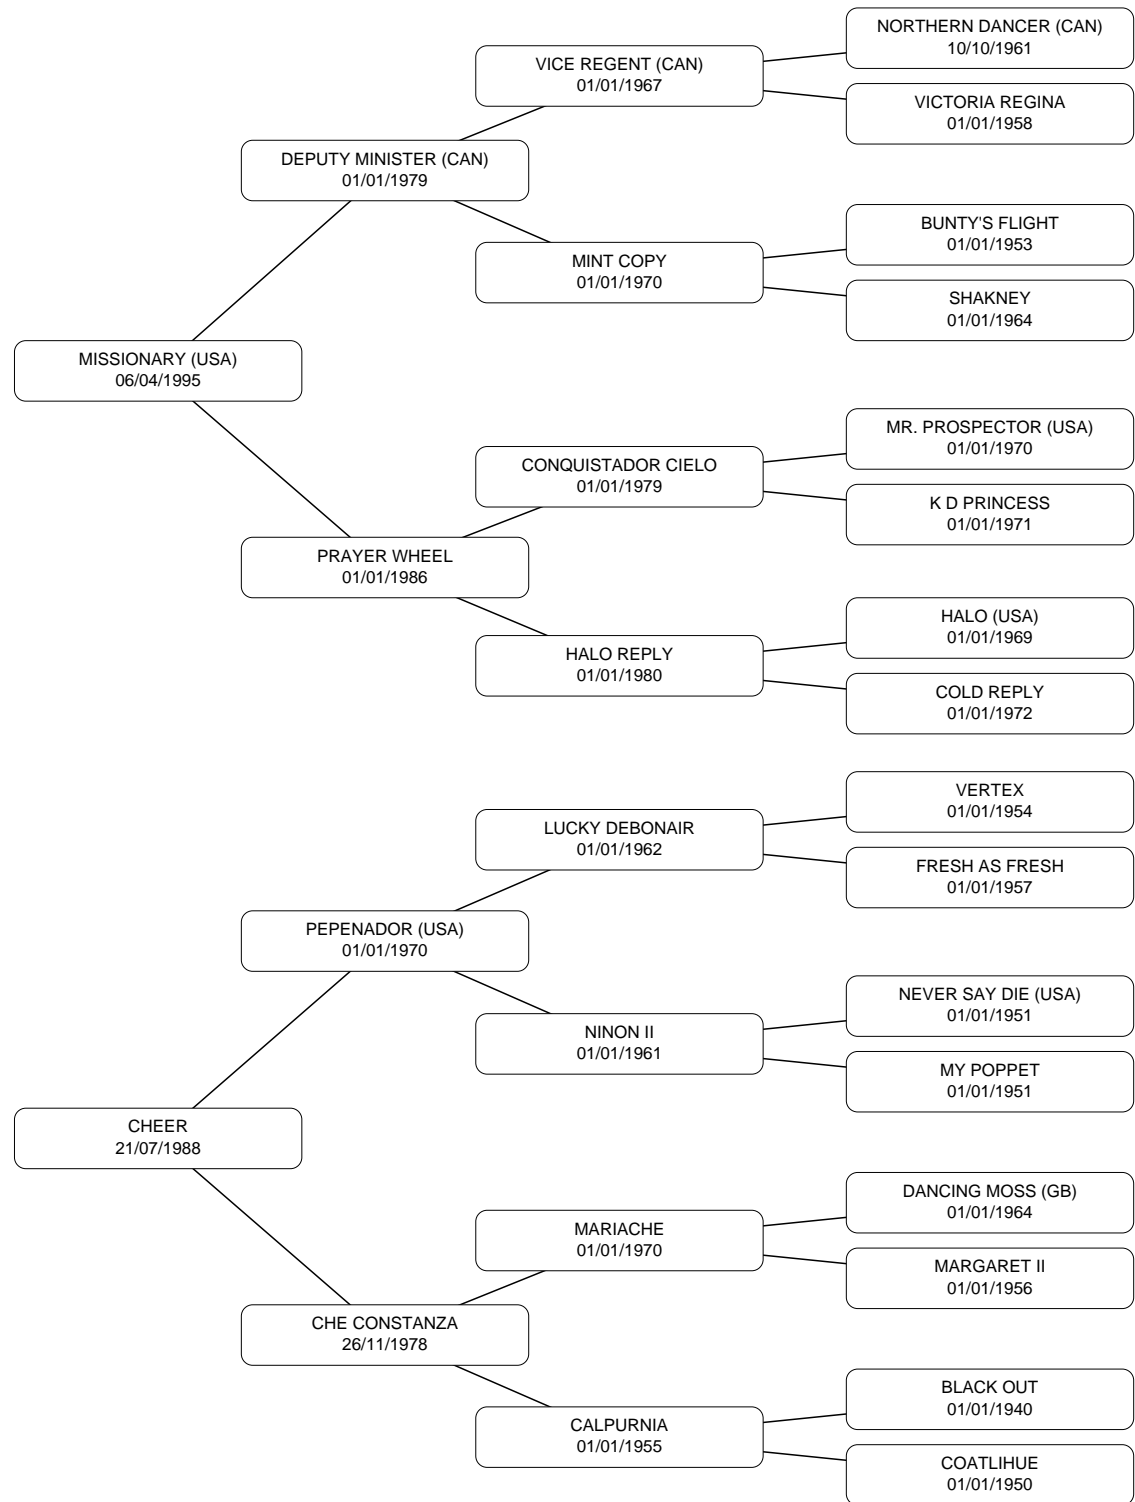 NORTHERN DANCER (CAN)
10/10/1961
VICE REGENT (CAN)
01/01/1967
VICTORIA REGINA
01/01/1958
DEPUTY MINISTER (CAN)
01/01/1979
BUNTY'S FLIGHT
01/01/1953
MINT COPY
01/01/1970
SHAKNEY
01/01/1964
MISSIONARY (USA)
06/04/1995
MR. PROSPECTOR (USA)
01/01/1970
CONQUISTADOR CIELO
01/01/1979
K D PRINCESS
01/01/1971
PRAYER WHEEL
01/01/1986
HALO (USA)
01/01/1969
HALO REPLY
01/01/1980
COLD REPLY
01/01/1972
VERTEX
01/01/1954
LUCKY DEBONAIR
01/01/1962
FRESH AS FRESH
01/01/1957
PEPENADOR (USA)
01/01/1970
NEVER SAY DIE (USA)
01/01/1951
NINON II
01/01/1961
MY POPPET
01/01/1951
CHEER
21/07/1988
DANCING MOSS (GB)
01/01/1964
MARIACHE
01/01/1970
MARGARET II
01/01/1956
CHE CONSTANZA
26/11/1978
BLACK OUT
01/01/1940
CALPURNIA
01/01/1955
COATLIHUE
01/01/1950